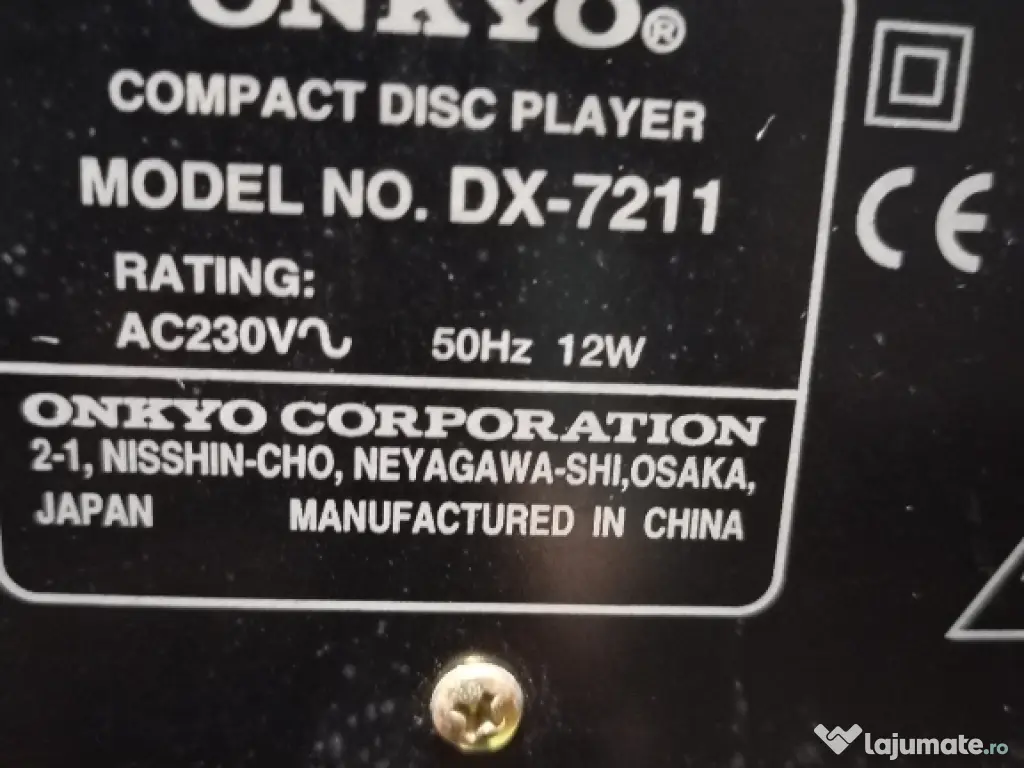 ONKYO®
COMPACT DISC PLAYER
MODEL NO. DX-7211
RATING:
AC230V∿ 50Hz 12W
ONKYO CORPORATION
2-1, NISSHIN-CHO, NEYAGAWA-SHI,OSAKA,
JAPAN MANUFACTURED IN CHINA
CE
lajumate.ro